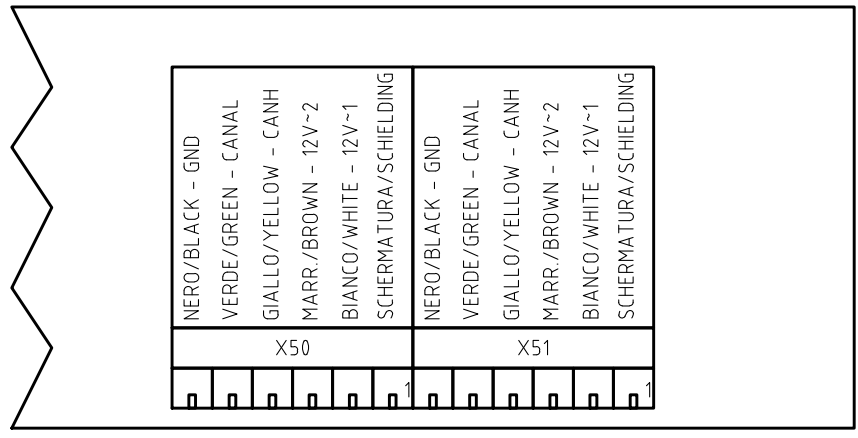 NERO/BLACK - GND
VERDE/GREEN - CANAL
GIALLO/YELLOW - CANH
MARR./BROWN - 12V~2
BIANCO/WHITE - 12V~1
SCHERMATURA/SCHIELDING
NERO/BLACK - GND
VERDE/GREEN - CANAL
GIALLO/YELLOW - CANH
MARR./BROWN - 12V~2
BIANCO/WHITE - 12V~1
SCHERMATURA/SCHIELDING
X50
X51
1
1